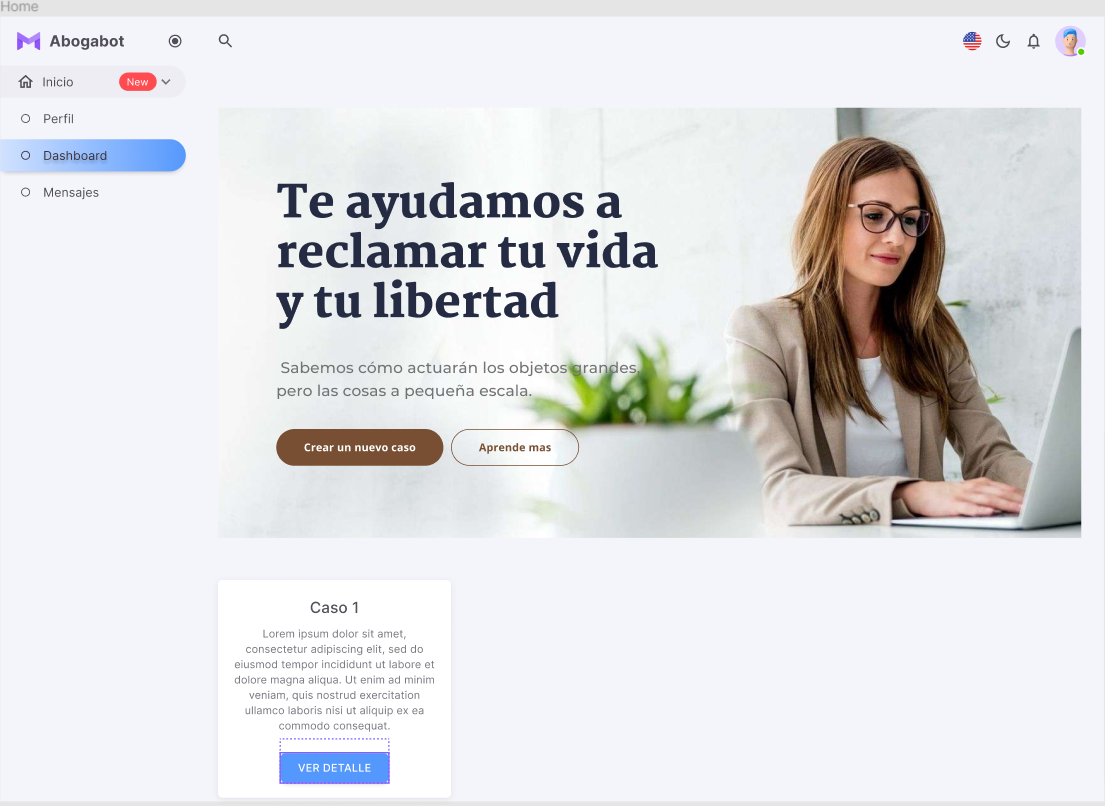 Home
Abogabot
Inicio
New
Perfil
Dashboard
Mensajes
Te ayudamos a
reclamar tu vida
y tu libertad
Sabemos cómo actuarán los objetos grandes,
pero las cosas a pequeña escala.
Crear un nuevo caso
Aprende mas
Caso 1
Lorem ipsum dolor sit amet,
consectetur adipiscing elit, sed do
eiusmod tempor incididunt ut labore et
dolore magna aliqua. Ut enim ad minim
veniam, quis nostrud exercitation
ullamco laboris nisi ut aliquip ex ea
commodo consequat.
VER DETALLE